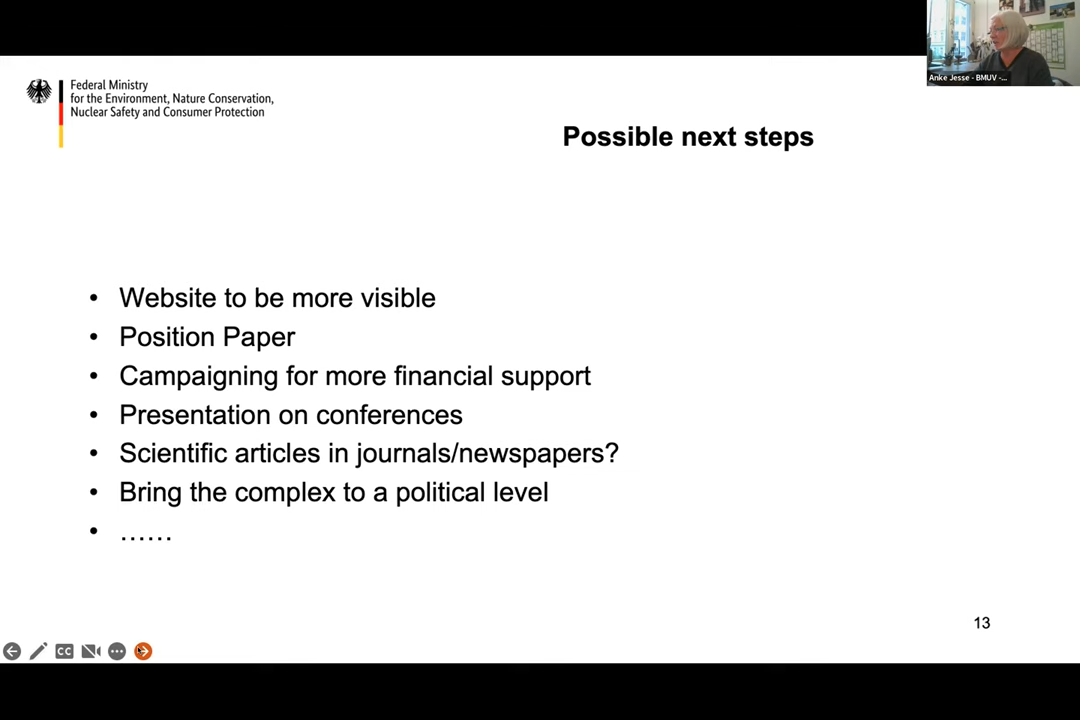 Anke Jesse - BMUV -...
Federal Ministry
for the Environment, Nature Conservation,
Nuclear Safety and Consumer Protection
Possible next steps
• Website to be more visible
• Position Paper
• Campaigning for more financial support
• Presentation on conferences
• Scientific articles in journals/newspapers?
• Bring the complex to a political level
• ……
13
CC